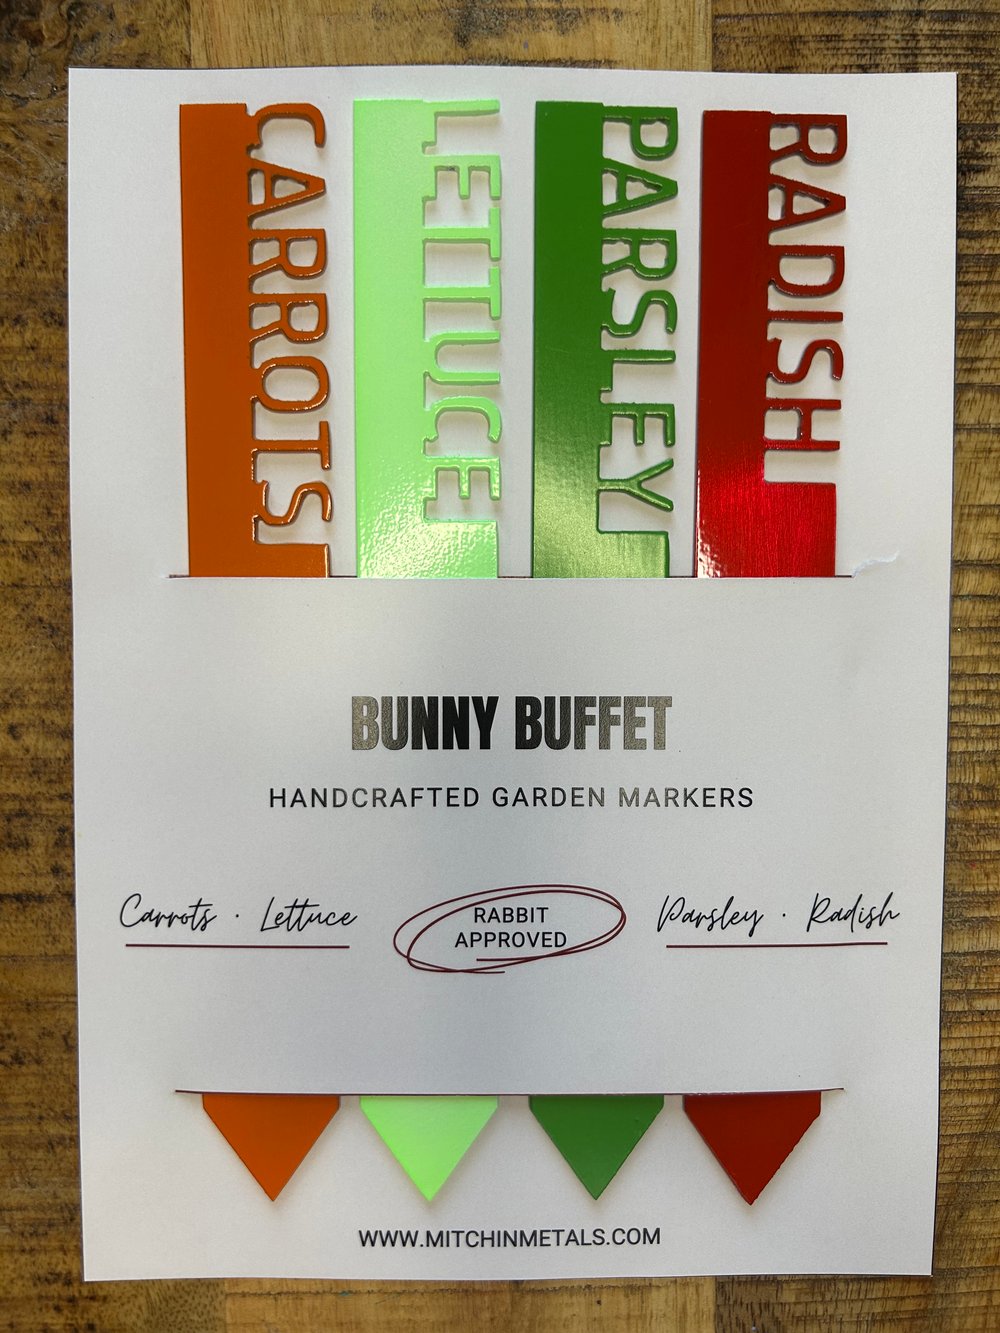 CARROTS
LETTUCE
PARSLEY
RADISH
BUNNY BUFFET
HANDCRAFTED GARDEN MARKERS
Carrots · Lettuce
RABBIT
APPROVED
Parsley · Radish
WWW.MITCHINMETALS.COM